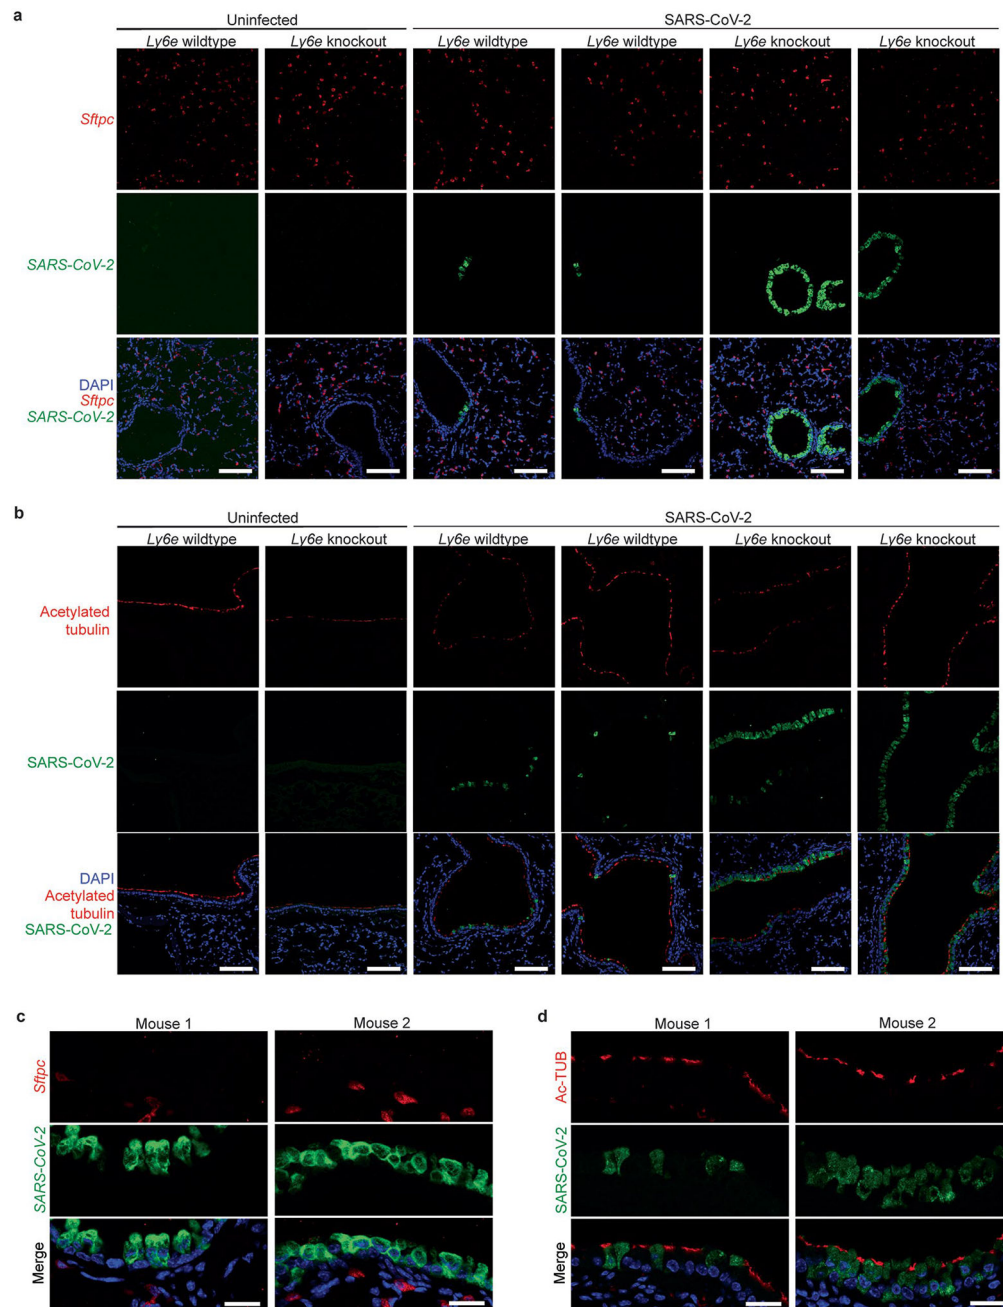 a
Uninfected
SARS-CoV-2
Ly6e wildtype
Ly6e knockout
Ly6e wildtype
Ly6e wildtype
Ly6e knockout
Ly6e knockout
Sftpc
SARS-CoV-2
DAPI
Sftpc
SARS-CoV-2
b
Uninfected
SARS-CoV-2
Ly6e wildtype
Ly6e knockout
Ly6e wildtype
Ly6e wildtype
Ly6e knockout
Ly6e knockout
Acetylated
tubulin
SARS-CoV-2
DAPI
Acetylated
tubulin
SARS-CoV-2
c
Mouse 1
Mouse 2
Sftpc
SARS-CoV-2
Merge
d
Mouse 1
Mouse 2
Ac-TUB
SARS-CoV-2
Merge